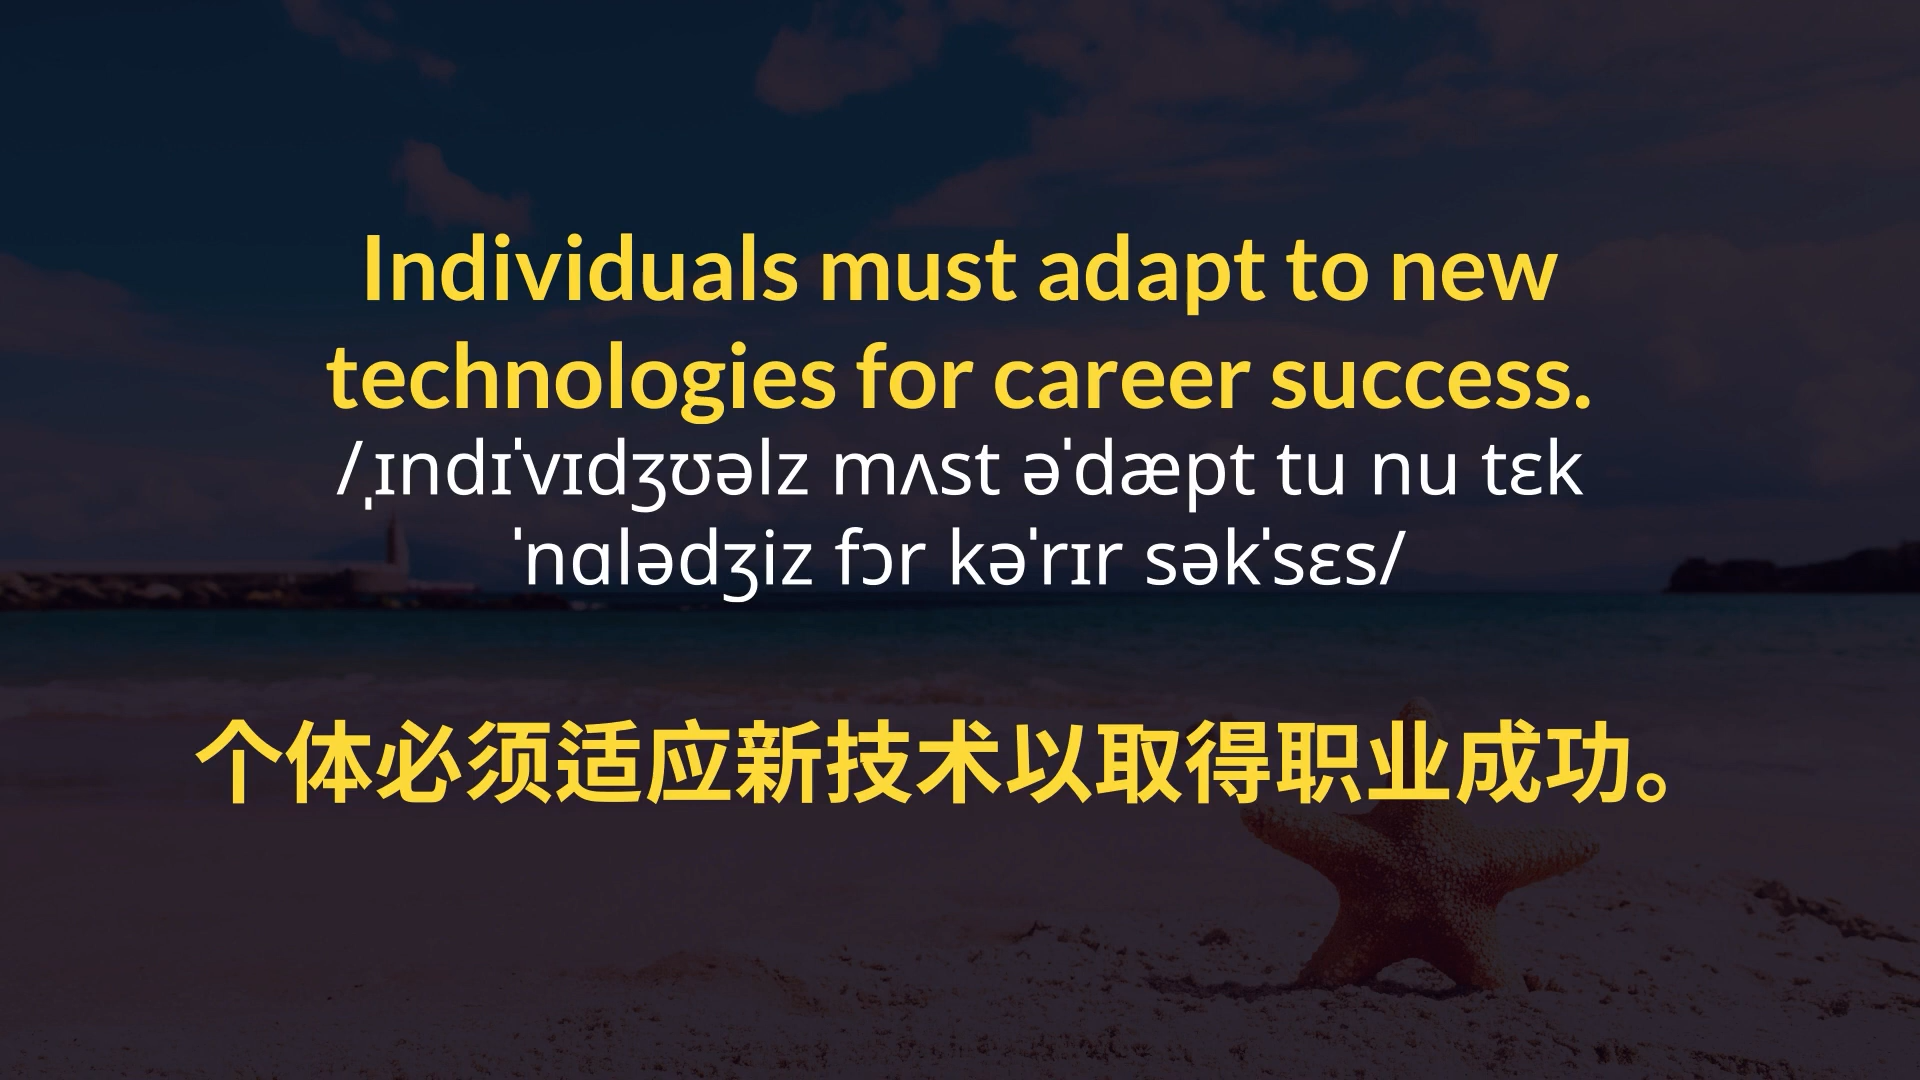 Individuals must adapt to new
technologies for career success.
/ˌɪndɪˈvɪdʒʊəlz mʌst əˈdæpt tu nu tɛk
ˈnɑlədʒiz fɔr kəˈrɪr səkˈsɛs/
个体必须适应新技术以取得职业成功。